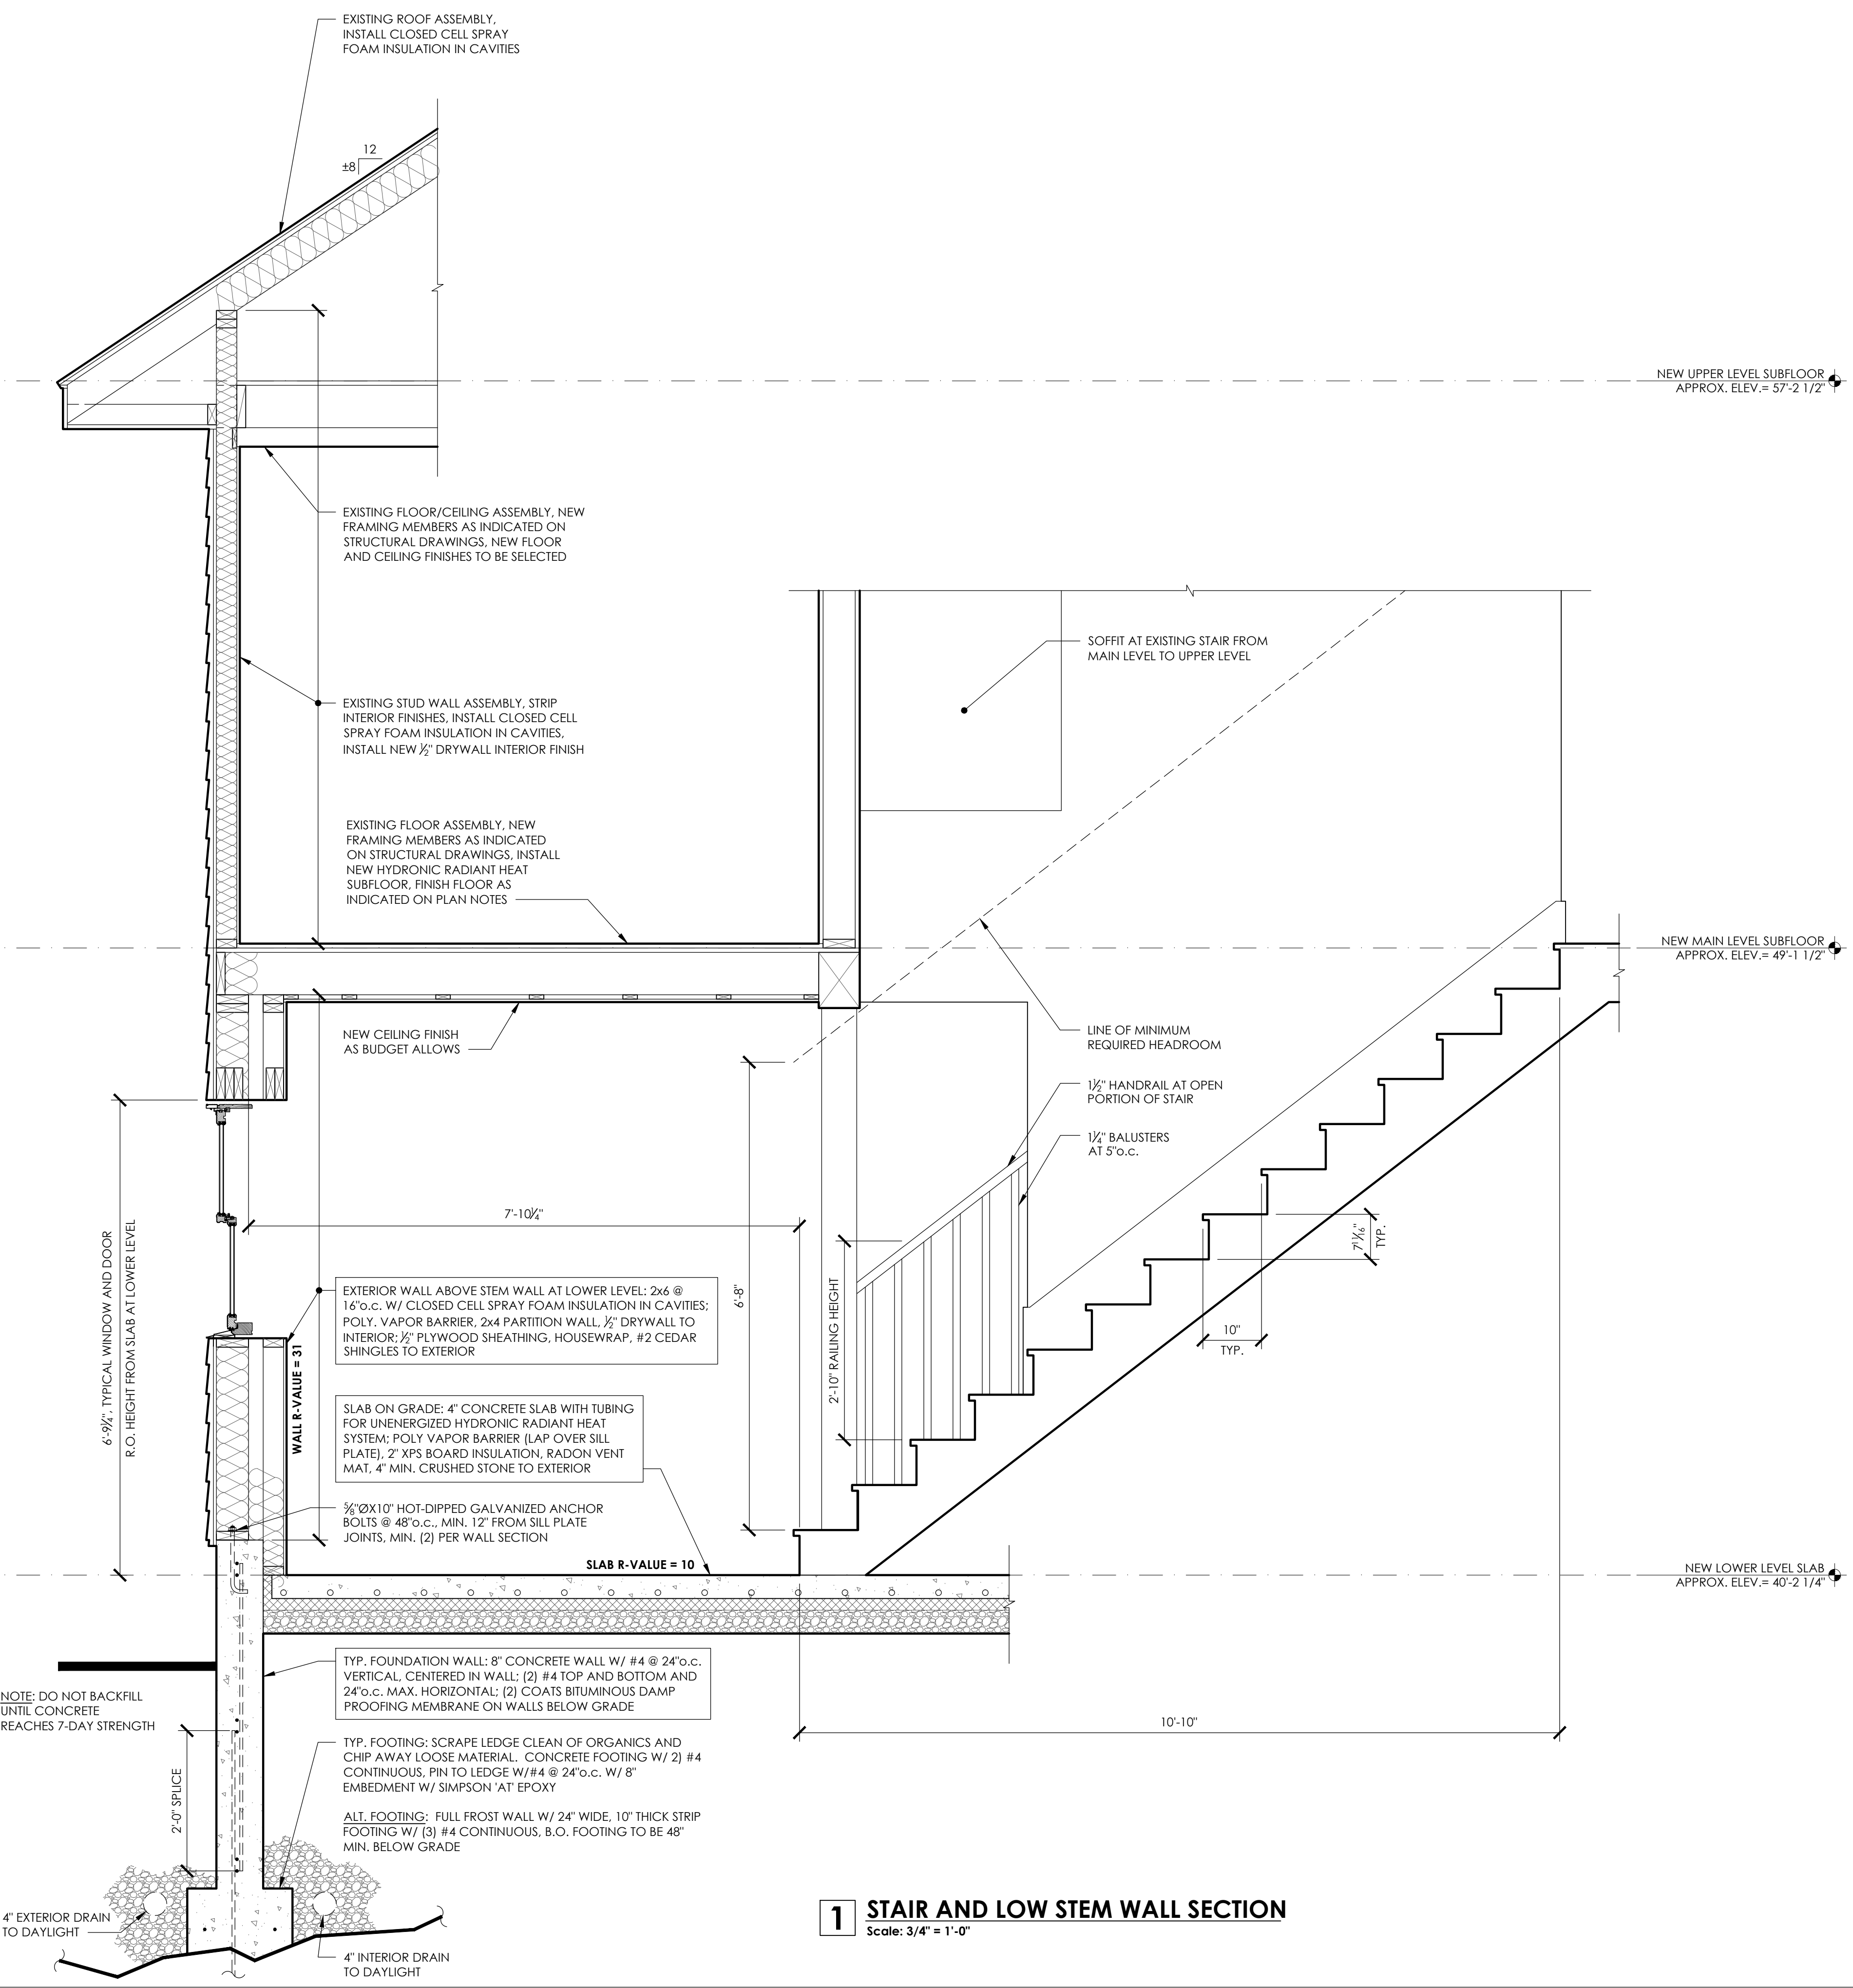 EXISTING ROOF ASSEMBLY,
INSTALL CLOSED CELL SPRAY
FOAM INSULATION IN CAVITIES
12
±8
NEW UPPER LEVEL SUBFLOOR
APPROX. ELEV.= 57'-2 1/2"
EXISTING FLOOR/CEILING ASSEMBLY, NEW
FRAMING MEMBERS AS INDICATED ON
STRUCTURAL DRAWINGS, NEW FLOOR
AND CEILING FINISHES TO BE SELECTED
SOFFIT AT EXISTING STAIR FROM
MAIN LEVEL TO UPPER LEVEL
EXISTING STUD WALL ASSEMBLY, STRIP
INTERIOR FINISHES, INSTALL CLOSED CELL
SPRAY FOAM INSULATION IN CAVITIES,
INSTALL NEW ½" DRYWALL INTERIOR FINISH
EXISTING FLOOR ASSEMBLY, NEW
FRAMING MEMBERS AS INDICATED
ON STRUCTURAL DRAWINGS, INSTALL
NEW HYDRONIC RADIANT HEAT
SUBFLOOR, FINISH FLOOR AS
INDICATED ON PLAN NOTES
NEW MAIN LEVEL SUBFLOOR
APPROX. ELEV.= 49'-1 1/2"
NEW CEILING FINISH
AS BUDGET ALLOWS
LINE OF MINIMUM
REQUIRED HEADROOM
1½" HANDRAIL AT OPEN
PORTION OF STAIR
1¼" BALUSTERS
AT 5"o.c.
7'-10¼"
6'-9¼", TYPICAL WINDOW AND DOOR
R.O. HEIGHT FROM SLAB AT LOWER LEVEL
6'-8"
2'-10" RAILING HEIGHT
7 11/16"
TYP.
10"
TYP.
EXTERIOR WALL ABOVE STEM WALL AT LOWER LEVEL: 2x6 @
16"o.c. W/ CLOSED CELL SPRAY FOAM INSULATION IN CAVITIES;
POLY. VAPOR BARRIER, 2x4 PARTITION WALL, ½" DRYWALL TO
INTERIOR; ½" PLYWOOD SHEATHING, HOUSEWRAP, #2 CEDAR
SHINGLES TO EXTERIOR
WALL R-VALUE = 31
SLAB ON GRADE: 4" CONCRETE SLAB WITH TUBING
FOR UNENERGIZED HYDRONIC RADIANT HEAT
SYSTEM; POLY VAPOR BARRIER (LAP OVER SILL
PLATE), 2" XPS BOARD INSULATION, RADON VENT
MAT, 4" MIN. CRUSHED STONE TO EXTERIOR
⅝"ØX10" HOT-DIPPED GALVANIZED ANCHOR
BOLTS @ 48"o.c., MIN. 12" FROM SILL PLATE
JOINTS, MIN. (2) PER WALL SECTION
SLAB R-VALUE = 10
NEW LOWER LEVEL SLAB
APPROX. ELEV.= 40'-2 1/4"
TYP. FOUNDATION WALL: 8" CONCRETE WALL W/ #4 @ 24"o.c.
VERTICAL, CENTERED IN WALL; (2) #4 TOP AND BOTTOM AND
24"o.c. MAX. HORIZONTAL; (2) COATS BITUMINOUS DAMP
PROOFING MEMBRANE ON WALLS BELOW GRADE
NOTE: DO NOT BACKFILL
UNTIL CONCRETE
REACHES 7-DAY STRENGTH
10'-10"
2'-0" SPLICE
TYP. FOOTING: SCRAPE LEDGE CLEAN OF ORGANICS AND
CHIP AWAY LOOSE MATERIAL. CONCRETE FOOTING W/ 2) #4
CONTINUOUS, PIN TO LEDGE W/#4 @ 24"o.c. W/ 8"
EMBEDMENT W/ SIMPSON 'AT' EPOXY
ALT. FOOTING: FULL FROST WALL W/ 24" WIDE, 10" THICK STRIP
FOOTING W/ (3) #4 CONTINUOUS, B.O. FOOTING TO BE 48"
MIN. BELOW GRADE
4" EXTERIOR DRAIN
TO DAYLIGHT
4" INTERIOR DRAIN
TO DAYLIGHT
1 STAIR AND LOW STEM WALL SECTION
Scale: 3/4" = 1'-0"